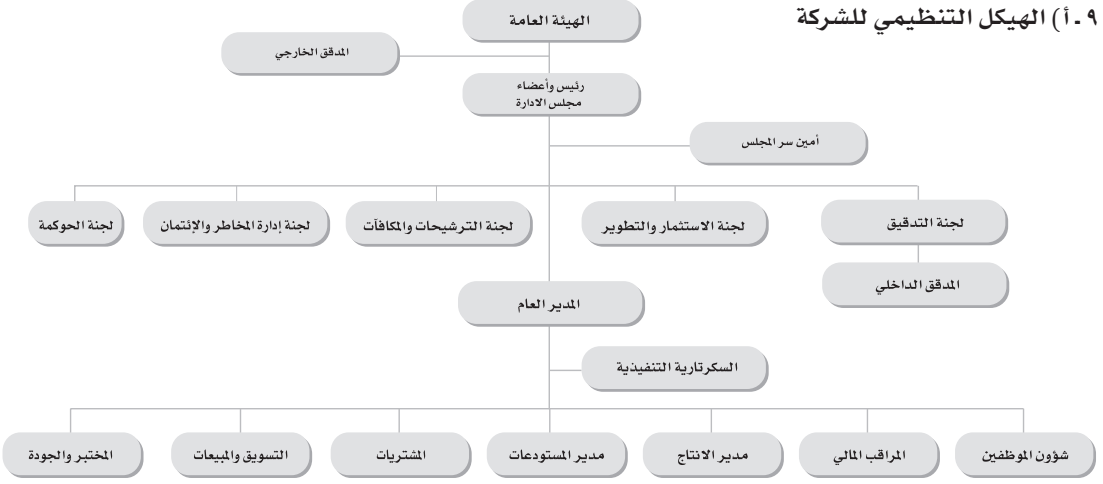 ٩ ـ أ) الهيكل التنظيمي للشركة
الهيئة العامة
المدقق الخارجي
رئيس وأعضاء
مجلس الادارة
أمين سر المجلس
لجنة التدقيق
لجنة الاستثمار والتطوير
لجنة الترشيحات والمكافآت
لجنة إدارة المخاطر والإئتمان
لجنة الحوكمة
المدقق الداخلي
المدير العام
السكرتارية التنفيذية
شؤون الموظفين
المراقب المالي
مدير الانتاج
مدير المستودعات
المشتريات
التسويق والمبيعات
المختبر والجودة